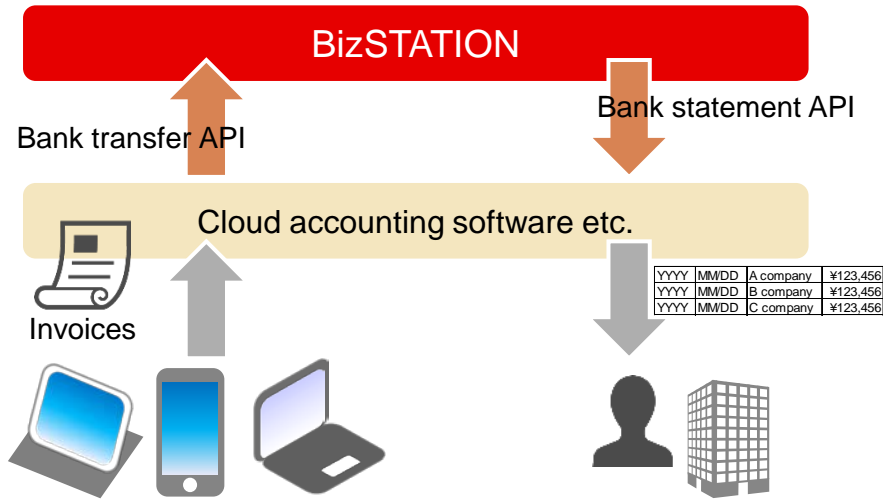 BizSTATION
Bank transfer API
Bank statement API
Cloud accounting software etc.
Invoices
YYYY MM/DD A company ¥123,456
YYYY MM/DD B company ¥123,456
YYYY MM/DD C company ¥123,456